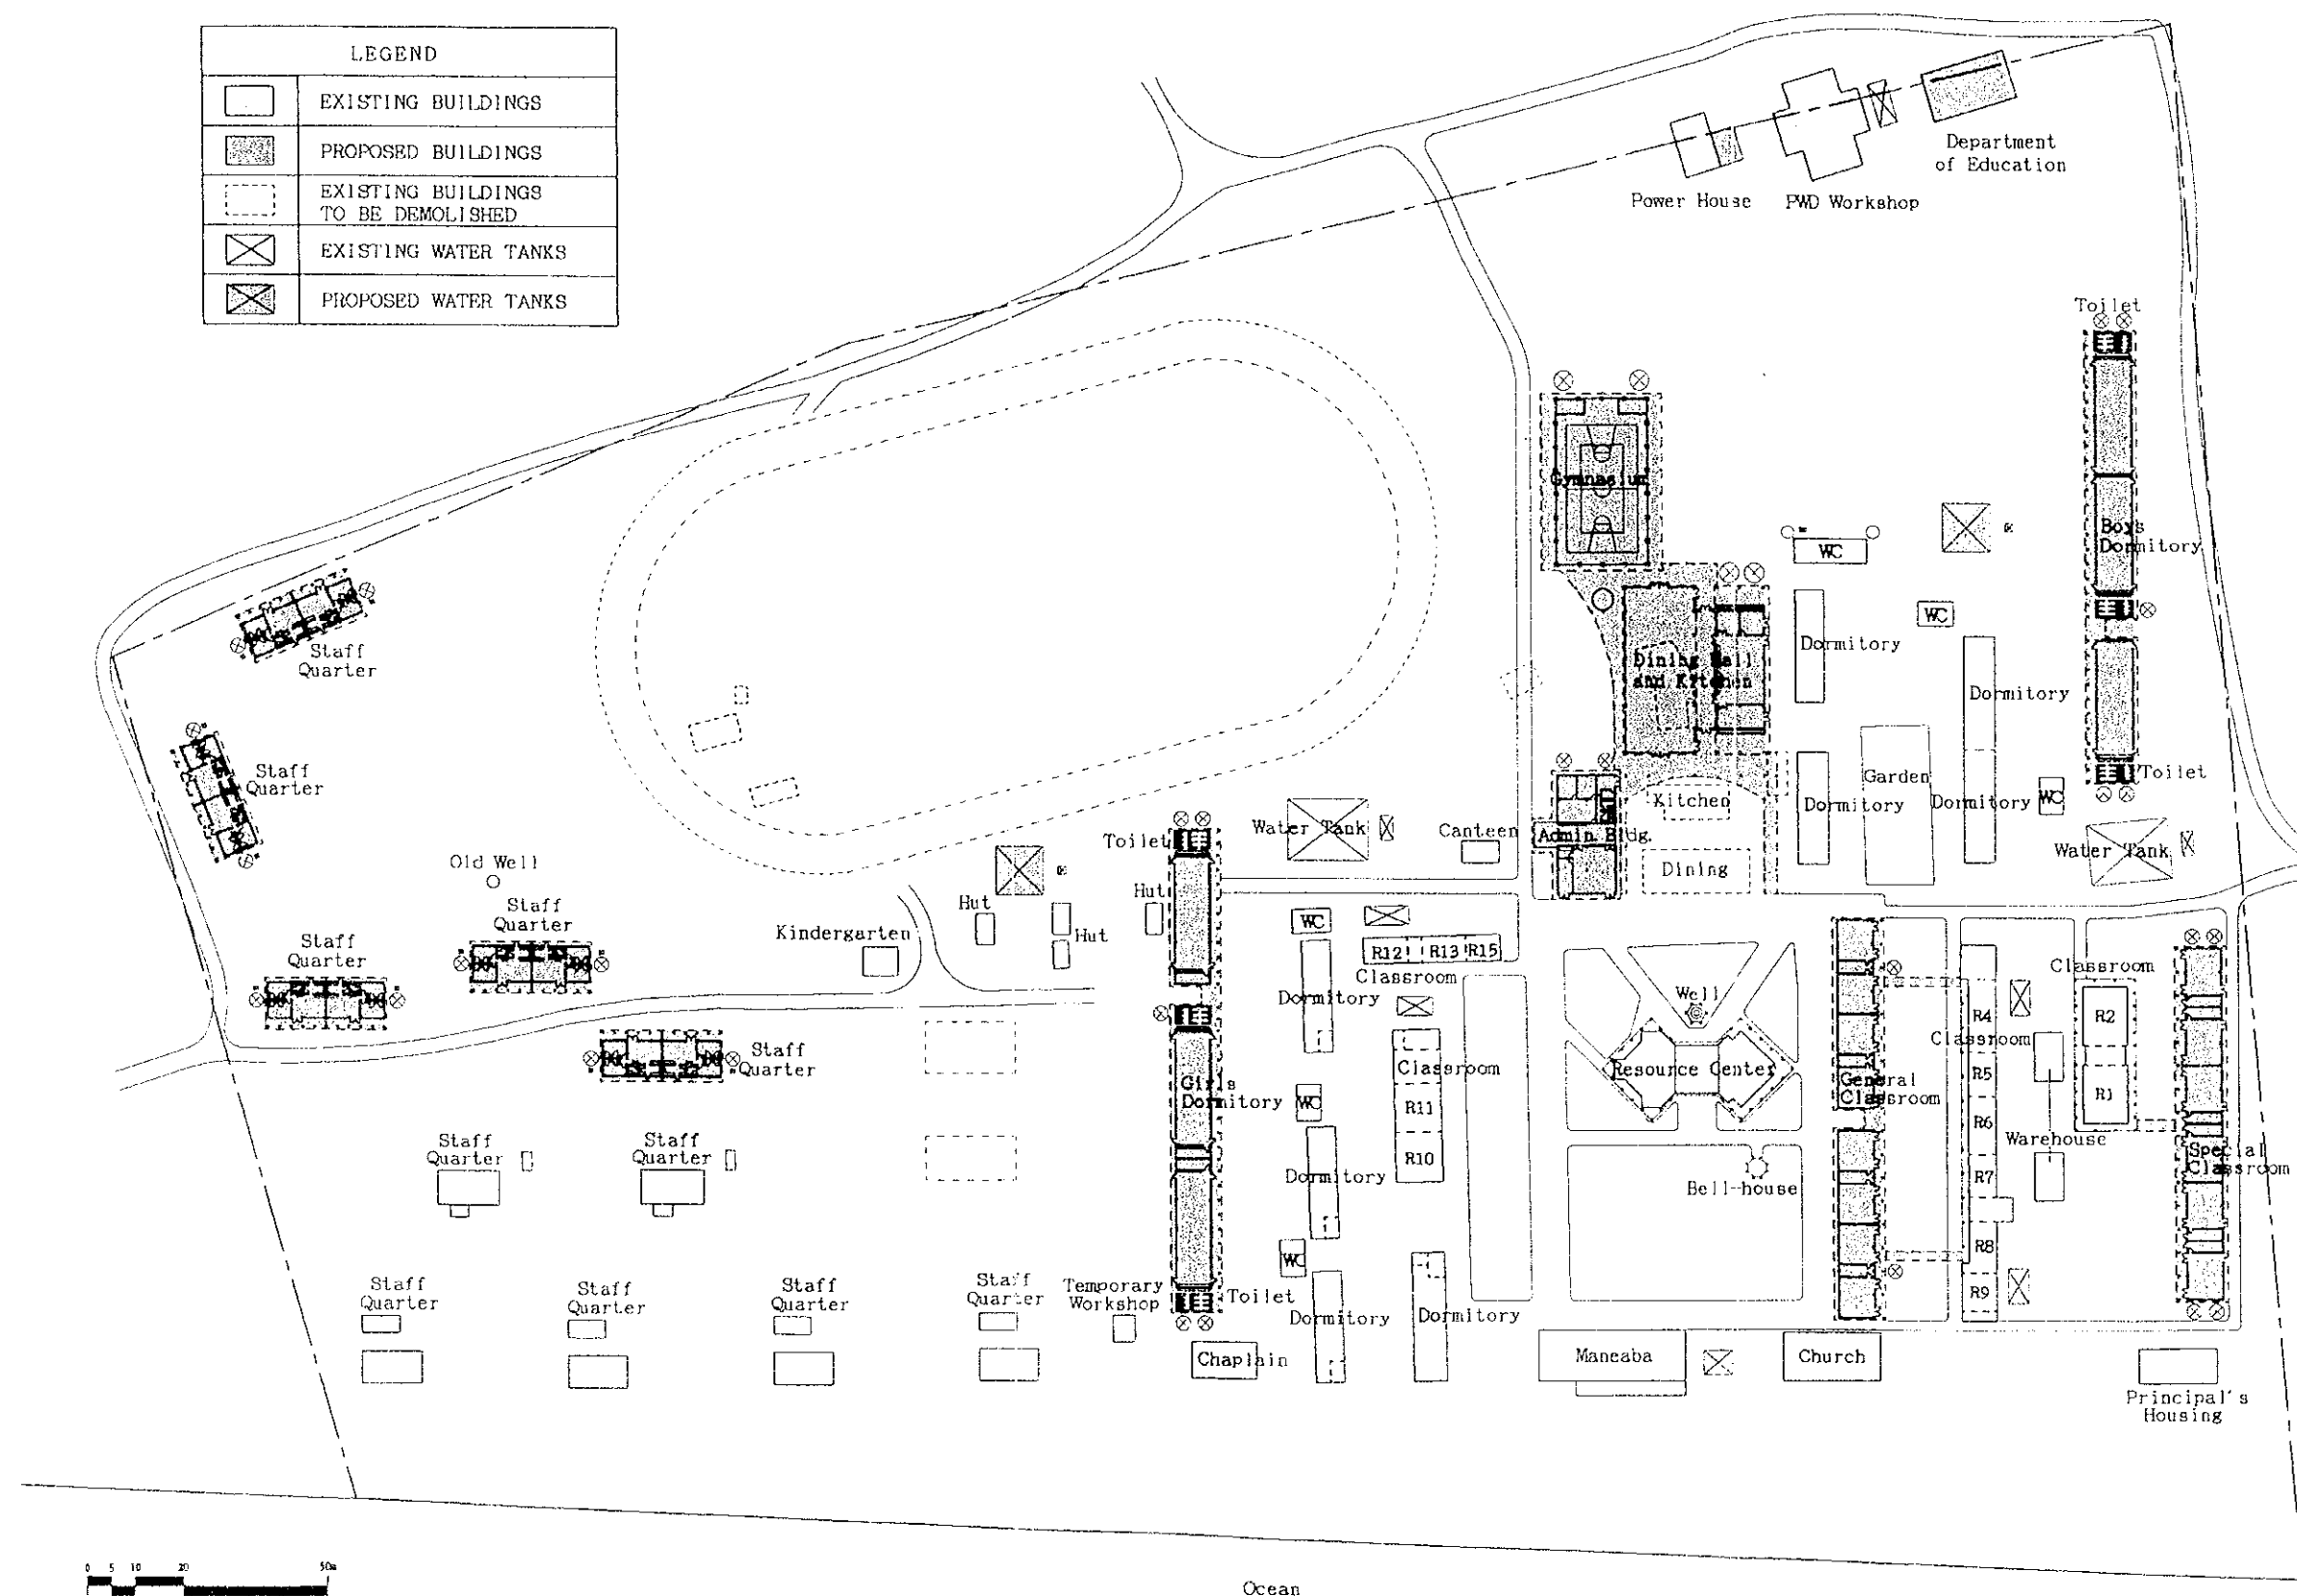 LEGEND
EXISTING BUILDINGS
PROPOSED BUILDINGS
EXISTING BUILDINGS
TO BE DEMOLISHED
EXISTING WATER TANKS
PROPOSED WATER TANKS
Department
of Education
Power House
PWD Workshop
Toilet
Gymnasium
Boys
Dormitory
WC
WC
Staff
Quarter
Dormitory
Dining Hall
and Kitchen
Dormitory
Staff
Quarter
Toilet
Garden
Kitchen
Dormitory
Dormitory
WC
Water Tank
Canteen
Admin. Bldg.
Toilet
Water Tank
Old Well
Dining
Hut
Hut
Staff
Quarter
WC
Kindergarten
Hut
Staff
Quarter
R12
R13
R15
Classroom
Classroom
Dormitory
Well
R4
R2
Classroom
Staff
Quarter
Classroom
Resource Center
R5
General
Classroom
Girls
Dormitory
WC
R11
R1
R6
Warehouse
Staff
Quarter
Staff
Quarter
R10
Special
Classroom
Dormitory
R7
Bell-house
WC
R8
Staff
Quarter
Staff
Quarter
Staff
Quarter
Staff
Quarter
Temporary
Workshop
Toilet
R9
Dormitory
Dormitory
Chaplain
Maneaba
Church
Principal's
Housing
0 5 10 20 50m
Ocean